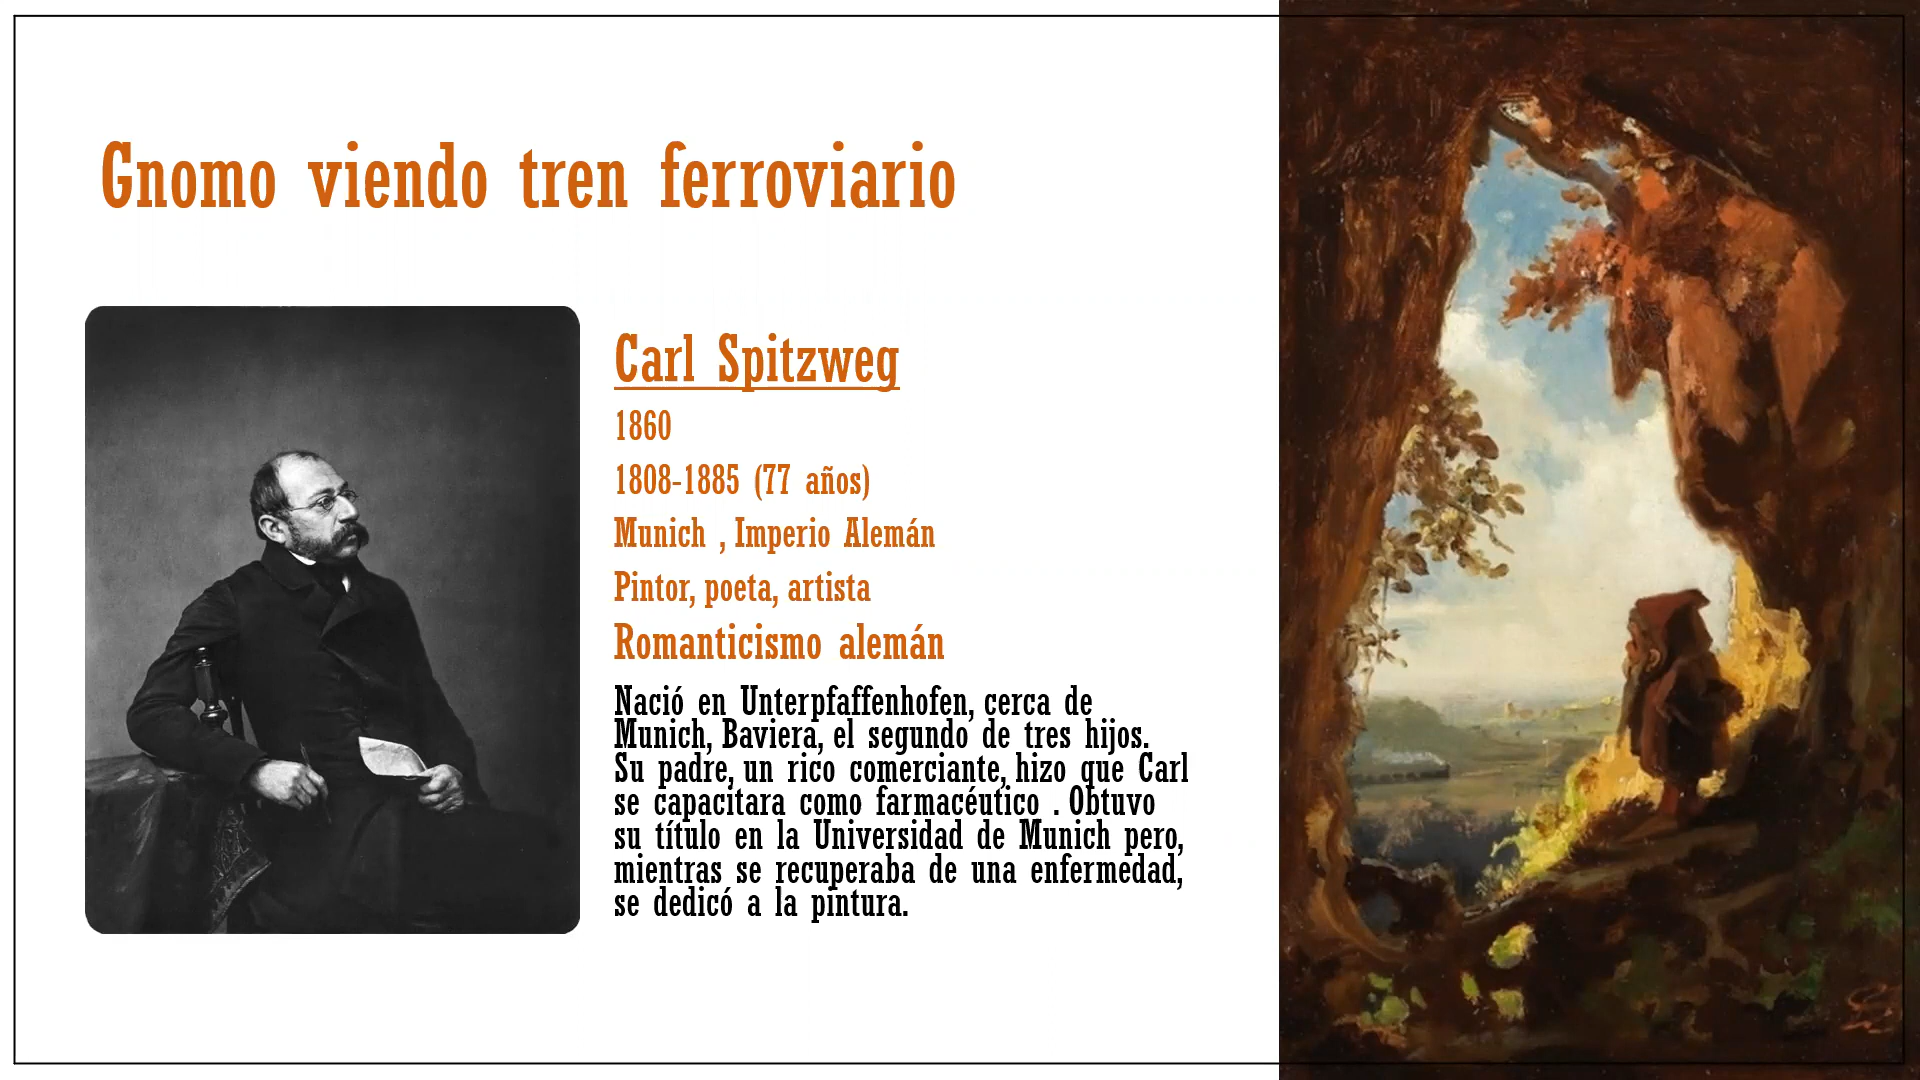 Gnomo viendo tren ferroviario
Carl Spitzweg
1860
1808-1885 (77 años)
Munich , Imperio Alemán
Pintor, poeta, artista
Romanticismo alemán
Nació en Unterpfaffenhofen, cerca de
Munich, Baviera, el segundo de tres hijos.
Su padre, un rico comerciante, hizo que Carl
se capacitara como farmacéutico . Obtuvo
su título en la Universidad de Munich pero,
mientras se recuperaba de una enfermedad,
se dedicó a la pintura.